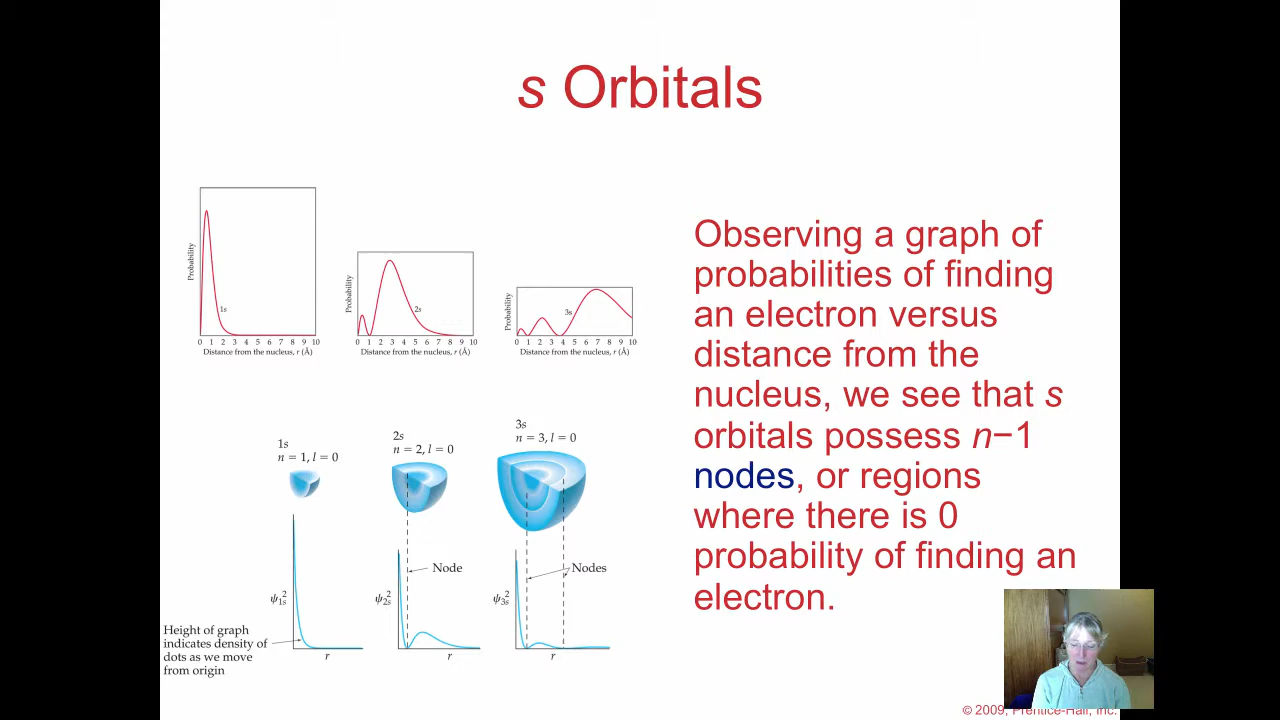 s Orbitals
Probability
1s
0 1 2 3 4 5 6 7 8 9 10
Distance from the nucleus, r (Å)
Probability
2s
0 1 2 3 4 5 6 7 8 9 10
Distance from the nucleus, r (Å)
Probability
3s
0 1 2 3 4 5 6 7 8 9 10
Distance from the nucleus, r (Å)
Observing a graph of
probabilities of finding
an electron versus
distance from the
nucleus, we see that s
orbitals possess n−1
nodes, or regions
where there is 0
probability of finding an
electron.
1s
n = 1, l = 0
2s
n = 2, l = 0
3s
n = 3, l = 0
Node
Nodes
ψ²1s
ψ²2s
ψ²3s
Height of graph
indicates density of
dots as we move
from origin
r
r
r
© 2009, Prentice-Hall, Inc.